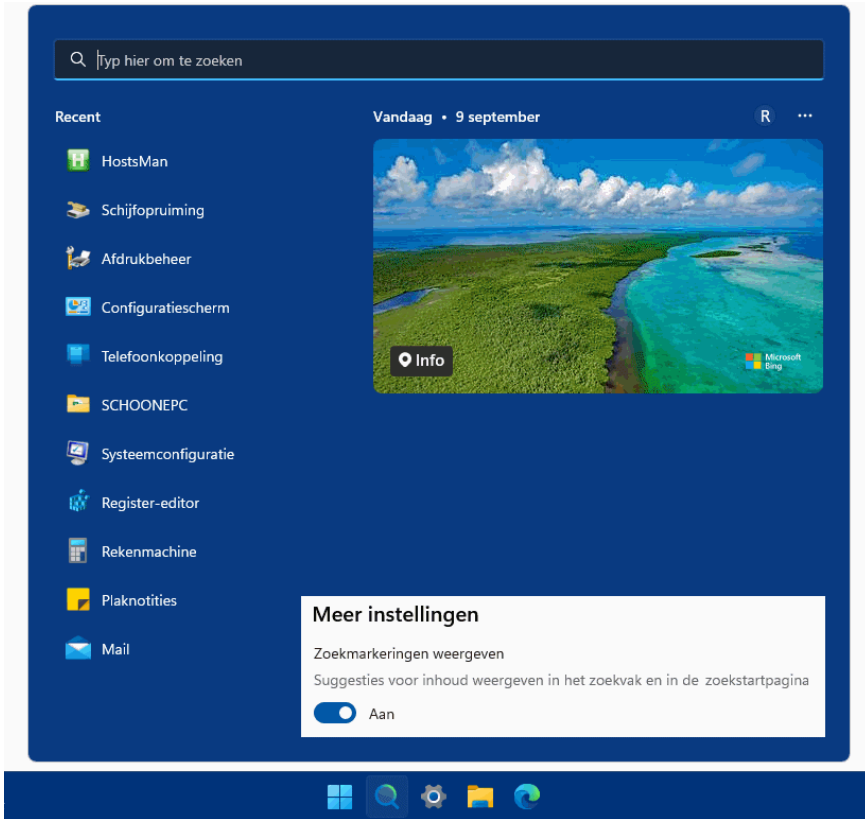 Typ hier om te zoeken
Recent
HostsMan
Schijfopruiming
Afdrukbeheer
Configuratiescherm
Telefoonkoppeling
SCHOONEPC
Systeemconfiguratie
Register-editor
Rekenmachine
Plaknotities
Mail
Vandaag • 9 september
R ...
Info
Microsoft
Bing
Meer instellingen
Zoekmarkeringen weergeven
Suggesties voor inhoud weergeven in het zoekvak en in de zoekstartpagina
Aan